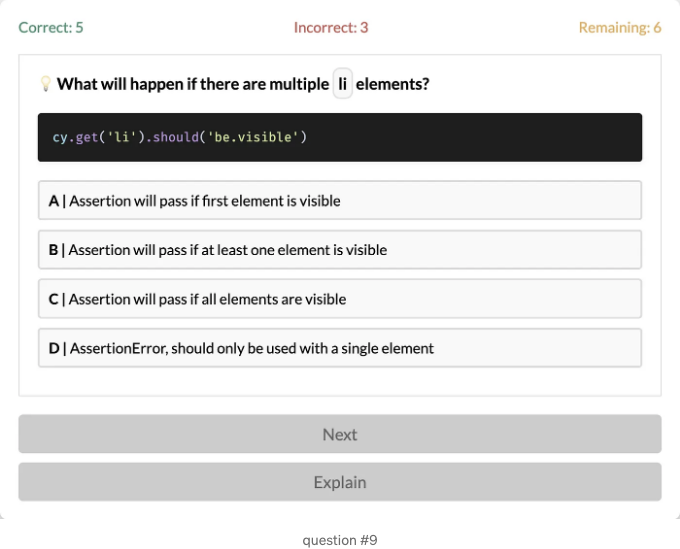 Correct: 5
Incorrect: 3
Remaining: 6
What will happen if there are multiple li elements?
cy.get('li').should('be.visible')
A | Assertion will pass if first element is visible
B | Assertion will pass if at least one element is visible
C | Assertion will pass if all elements are visible
D | AssertionError, should only be used with a single element
Next
Explain
question #9